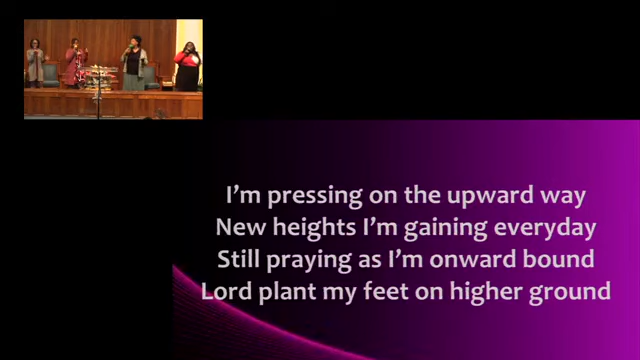 I'm pressing on the upward way
New heights I'm gaining everyday
Still praying as I'm onward bound
Lord plant my feet on higher ground